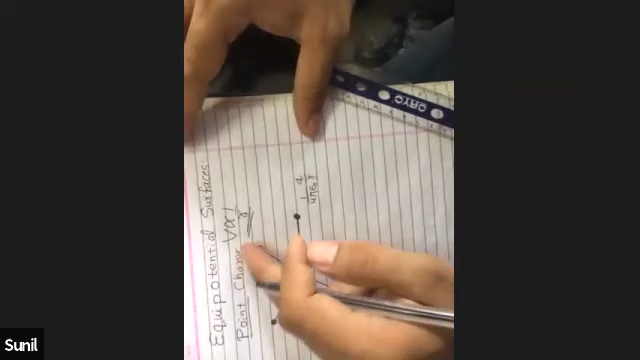 Equipotential Surfaces:
Point Charge V∝1/r
1/4πε₀ q/r
ORYO
Sunil